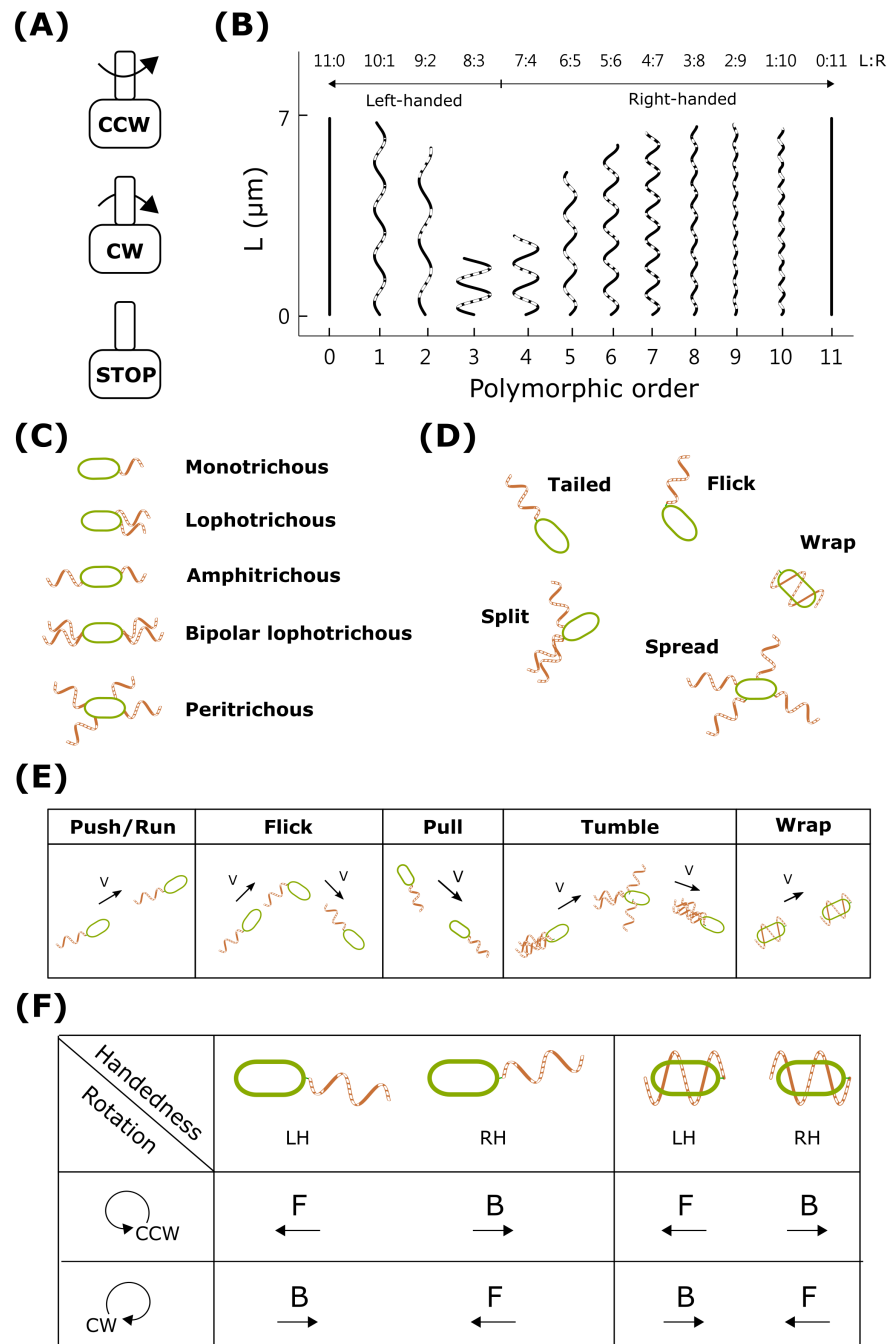 (A)
CCW
CW
STOP
(B)
11:0 10:1 9:2 8:3 7:4 6:5 5:6 4:7 3:8 2:9 1:10 0:11 L:R
Left-handed Right-handed
7
L (μm)
0
0 1 2 3 4 5 6 7 8 9 10 11
Polymorphic order
(C)
Monotrichous
Lophotrichous
Amphitrichous
Bipolar lophotrichous
Peritrichous
(D)
Tailed
Flick
Wrap
Split
Spread
(E)
Push/Run Flick Pull Tumble Wrap
V V V V V V V
(F)
Handedness
Rotation
LH RH LH RH
CCW F B F B
CW B F B F